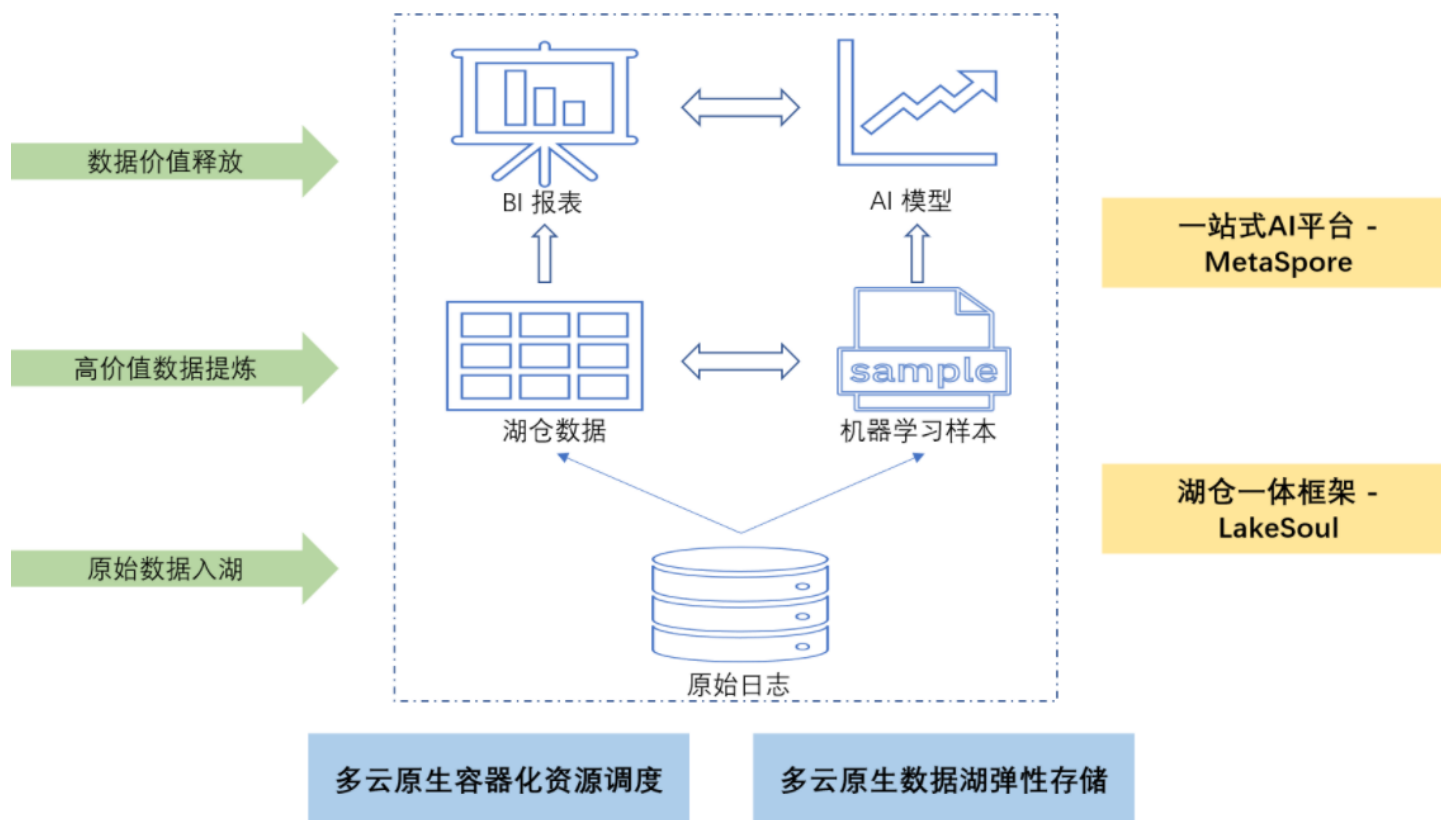 数据价值释放
BI 报表
AI 模型
一站式AI平台 -
MetaSpore
高价值数据提炼
sample
湖仓数据
机器学习样本
湖仓一体框架 -
LakeSoul
原始数据入湖
原始日志
多云原生容器化资源调度
多云原生数据湖弹性存储